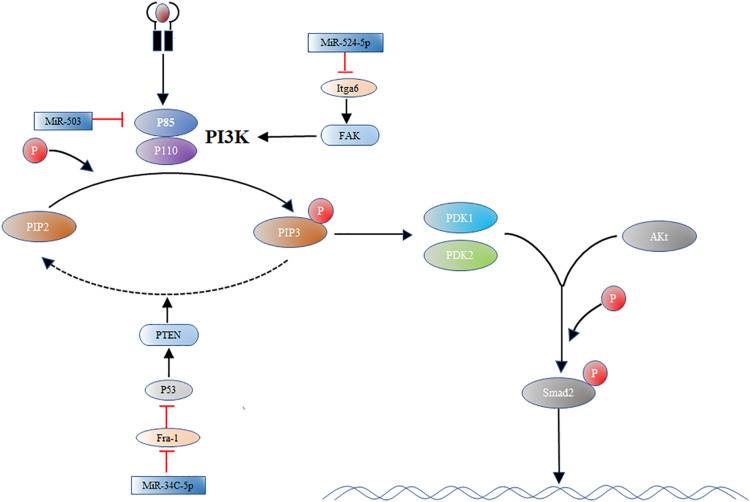 MiR-524-5p
Itga6
MiR-503
P85
PI3K
FAK
P110
P
P
PIP2
PIP3
PDK1
PDK2
AKt
P
PTEN
P53
P
Smad2
Fra-1
MiR-34C-5p